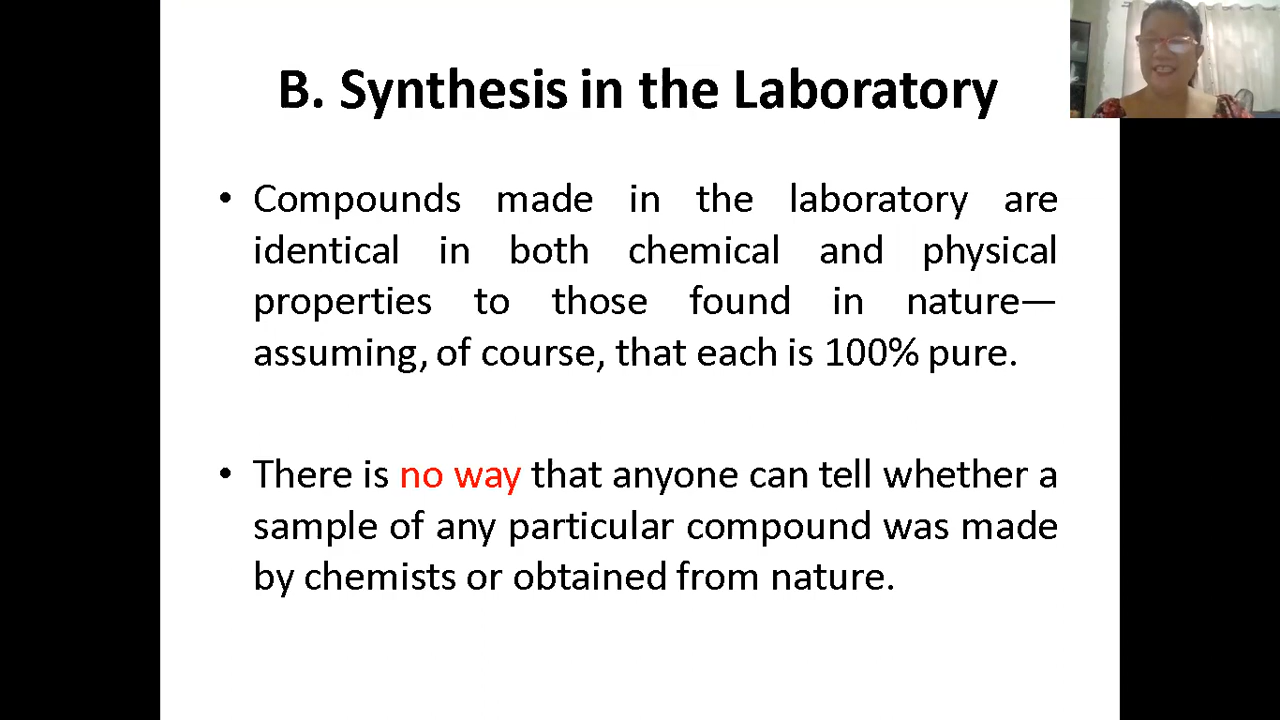 B. Synthesis in the Laboratory
• Compounds made in the laboratory are
identical in both chemical and physical
properties to those found in nature—
assuming, of course, that each is 100% pure.
• There is no way that anyone can tell whether a
sample of any particular compound was made
by chemists or obtained from nature.